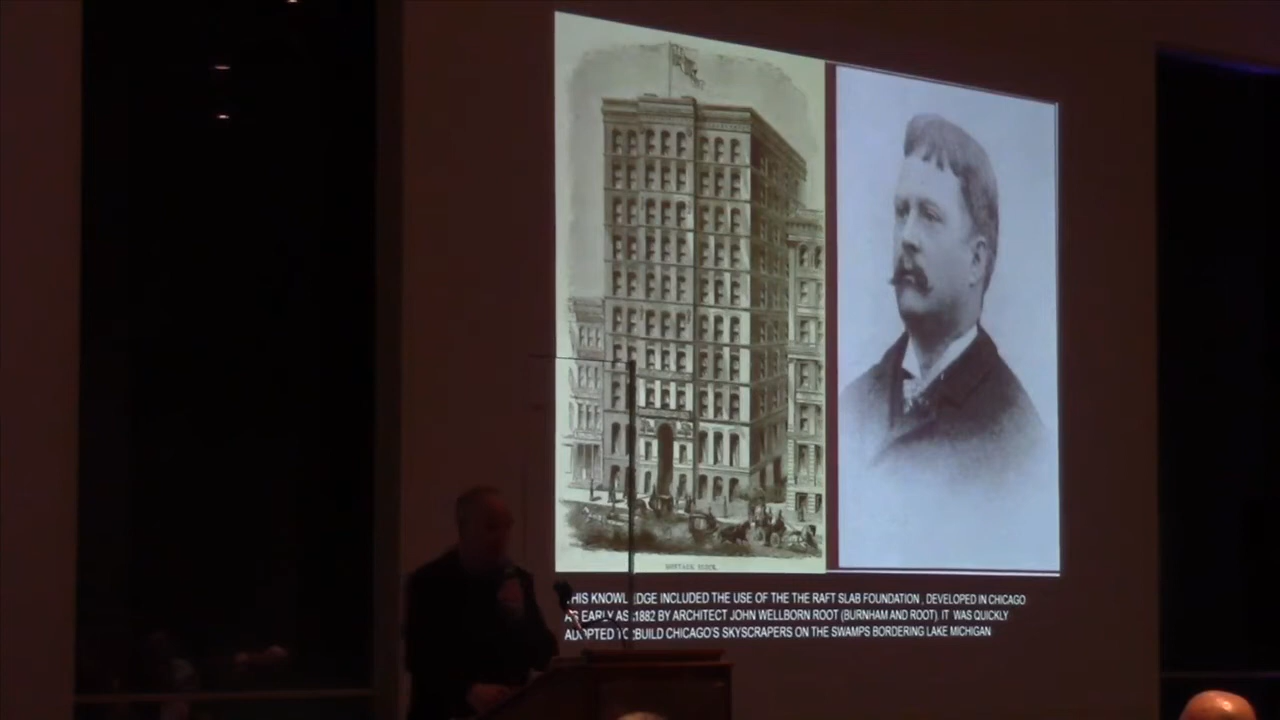 MONTAUK BLOCK.
THIS KNOWLEDGE INCLUDED THE USE OF THE THE RAFT SLAB FOUNDATION , DEVELOPED IN CHICAGO
AS EARLY AS 1882 BY ARCHITECT JOHN WELLBORN ROOT (BURNHAM AND ROOT). IT WAS QUICKLY
ADOPTED TO BUILD CHICAGO'S SKYSCRAPERS ON THE SWAMPS BORDERING LAKE MICHIGAN